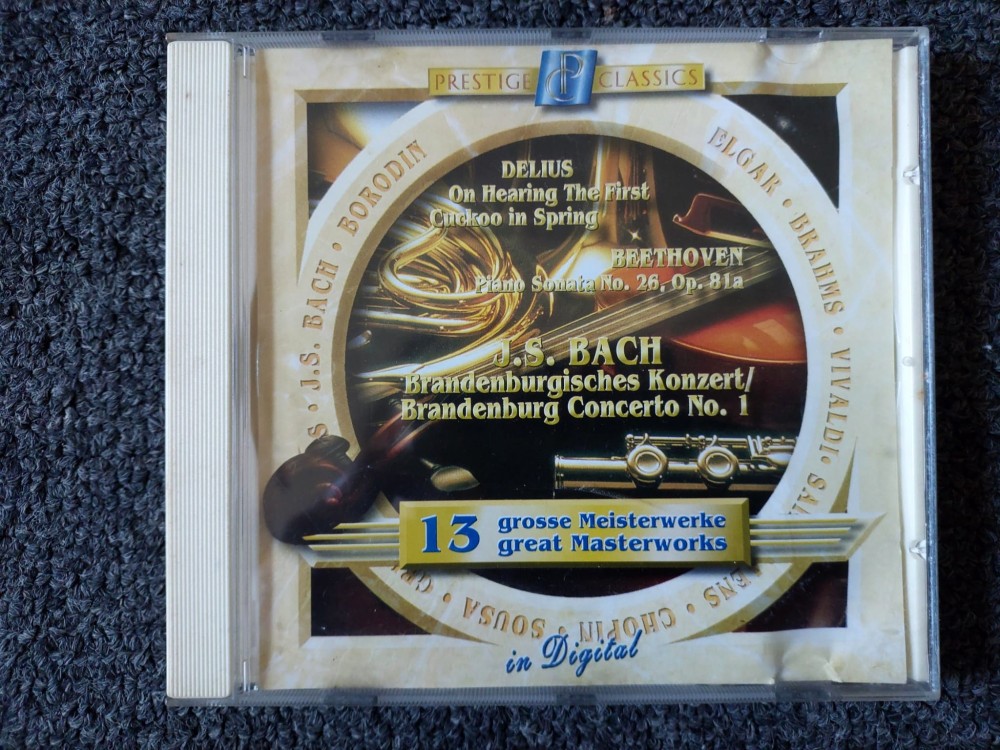 PRESTIGE PC CLASSICS
J.S. BACH • BORODIN
ELGAR • BRAHMS • VIVALDI •
CHOPIN • SOUSA •
DELIUS
On Hearing The First
Cuckoo in Spring
BEETHOVEN
Piano Sonata No. 26, Op. 81a
J.S. BACH
Brandenburgisches Konzert/
Brandenburg Concerto No. 1
13 grosse Meisterwerke
great Masterworks
in Digital